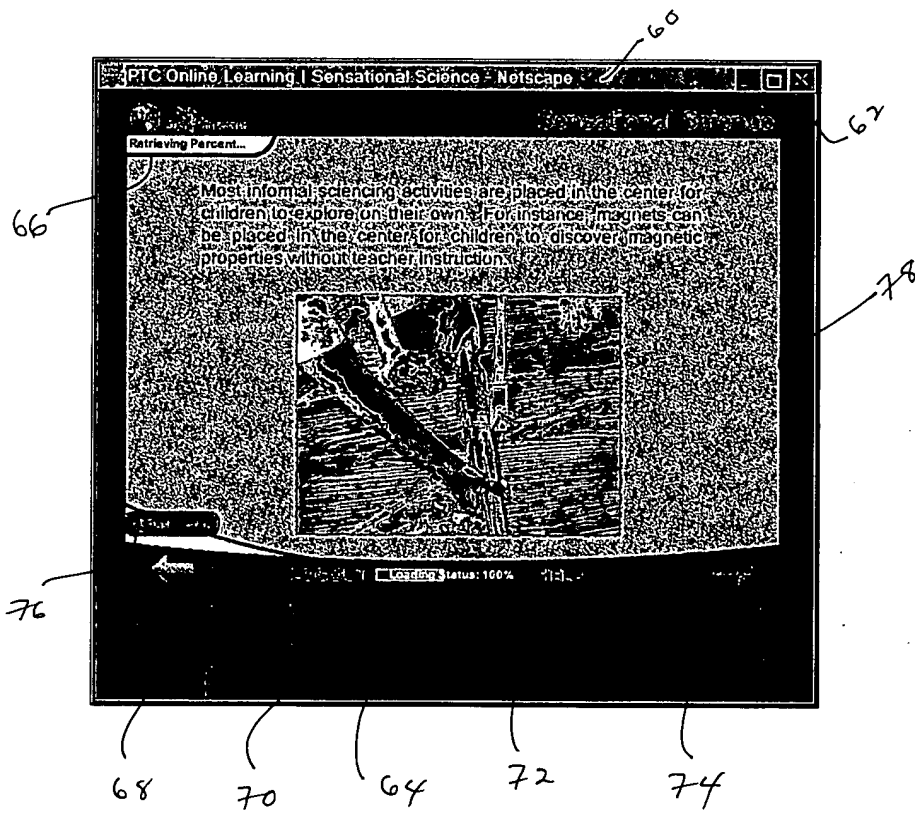 60
PTC Online Learning | Sensational Science - Netscape
Sensational Science
62
Retrieving Percent...
66
Most informal sciencing activities are placed in the center for
children to explore on their own. For instance, magnets can
be placed in the center for children to discover magnetic
properties without teacher instruction.
78
Loading Status: 100%
HELP
76
68
70
64
72
74